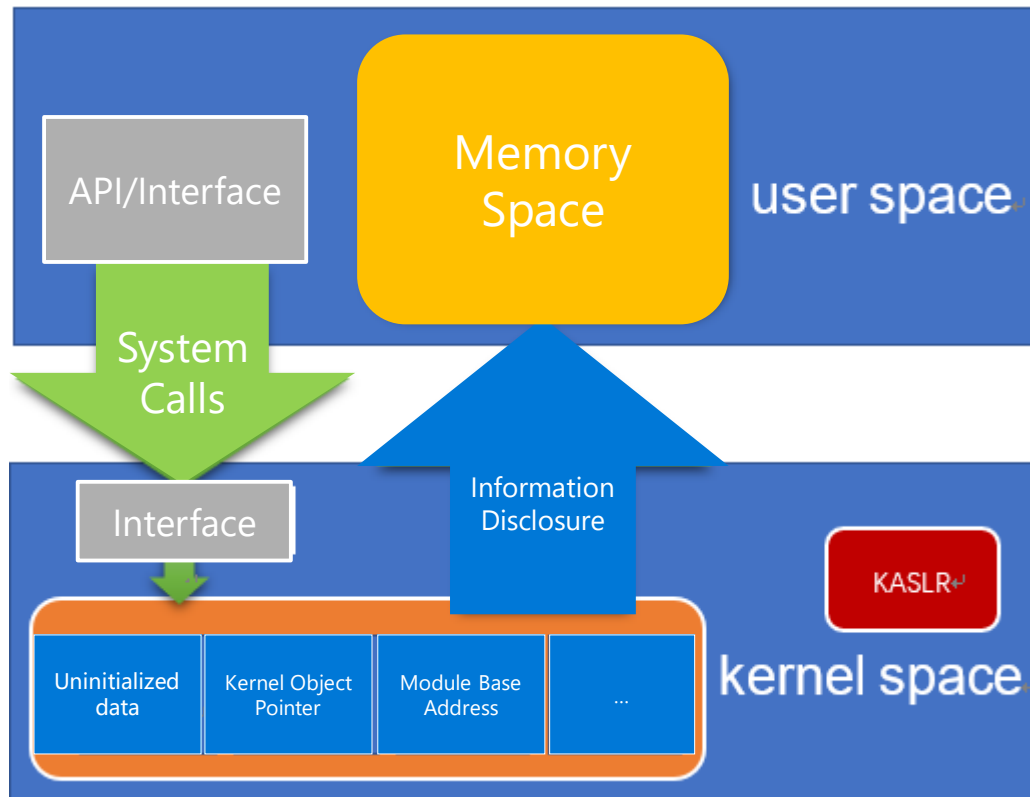 API/Interface
Memory
Space
user space
System
Calls
Information
Disclosure
Interface
KASLR
kernel space
Uninitialized
data
Kernel Object
Pointer
Module Base
Address
...